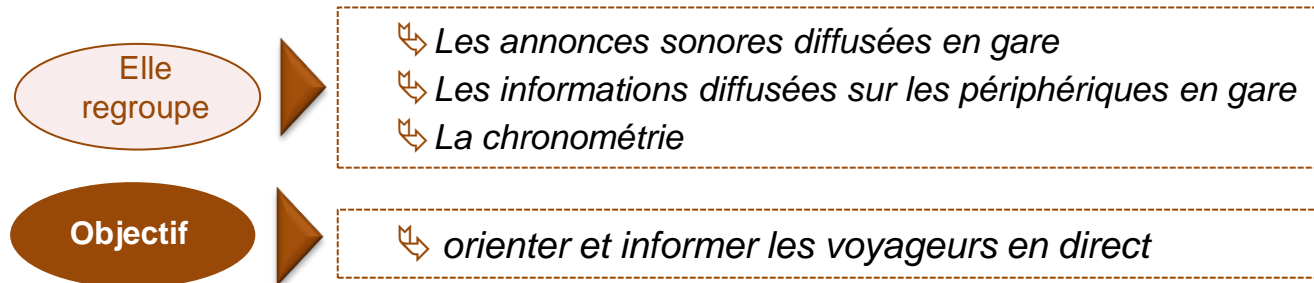 Elle
regroupe
Les annonces sonores diffusées en gare
Les informations diffusées sur les périphériques en gare
La chronométrie
Objectif
orienter et informer les voyageurs en direct